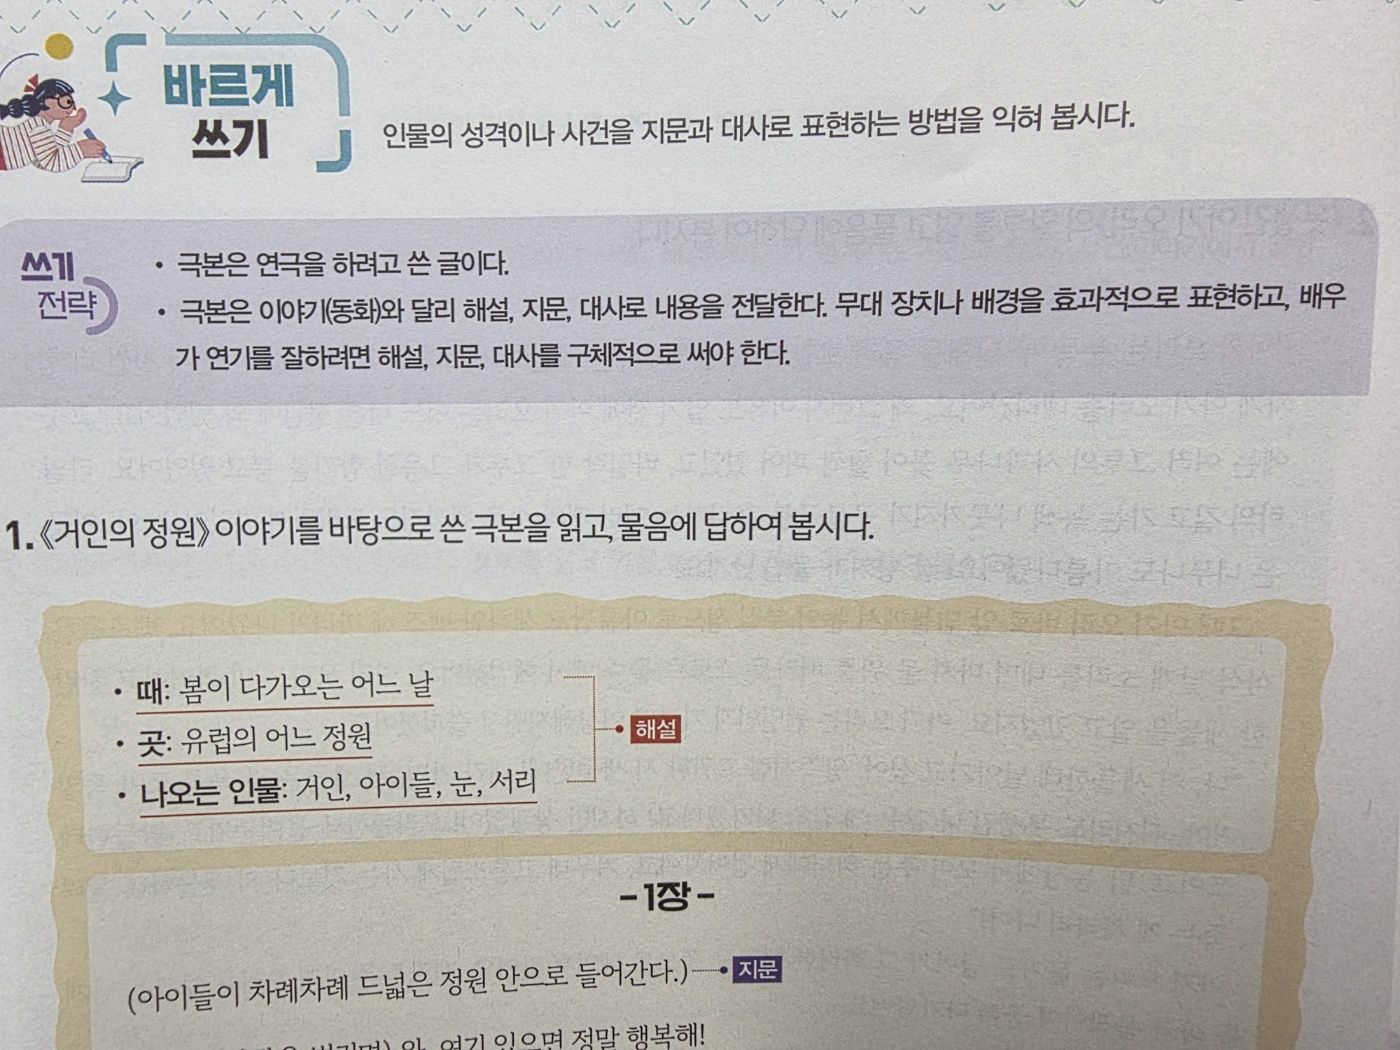 바르게
쓰기
인물의 성격이나 사건을 지문과 대사로 표현하는 방법을 익혀 봅시다.
쓰기
전략
• 극본은 연극을 하려고 쓴 글이다.
• 극본은 이야기(동화)와 달리 해설, 지문, 대사로 내용을 전달한다. 무대 장치나 배경을 효과적으로 표현하고, 배우
가 연기를 잘하려면 해설, 지문, 대사를 구체적으로 써야 한다.
1. 《거인의 정원》 이야기를 바탕으로 쓴 극본을 읽고, 물음에 답하여 봅시다.
• 때: 봄이 다가오는 어느 날
• 곳: 유럽의 어느 정원
해설
• 나오는 인물: 거인, 아이들, 눈, 서리
- 1장 -
(아이들이 차례차례 드넓은 정원 안으로 들어간다.) 지문
와, 여기 있으면 정말 행복해!